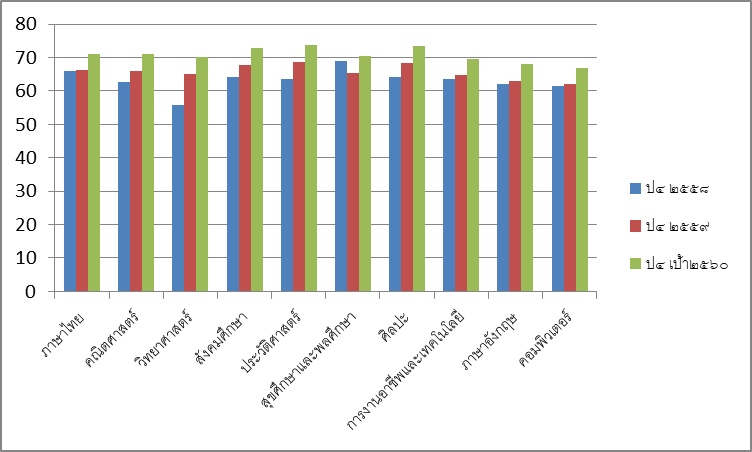 80
70
60
50
40
30
20
10
0
ภาษาไทย
คณิตศาสตร์
วิทยาศาสตร์
สังคมศึกษา
ประวัติศาสตร์
สุขศึกษาและพลศึกษา
ศิลปะ
การงานอาชีพและเทคโนโลยี
ภาษาอังกฤษ
คอมพิวเตอร์
ป๔ ๒๕๕๘
ป๔ ๒๕๕๙
ป๔ เป้า๒๕๖๐